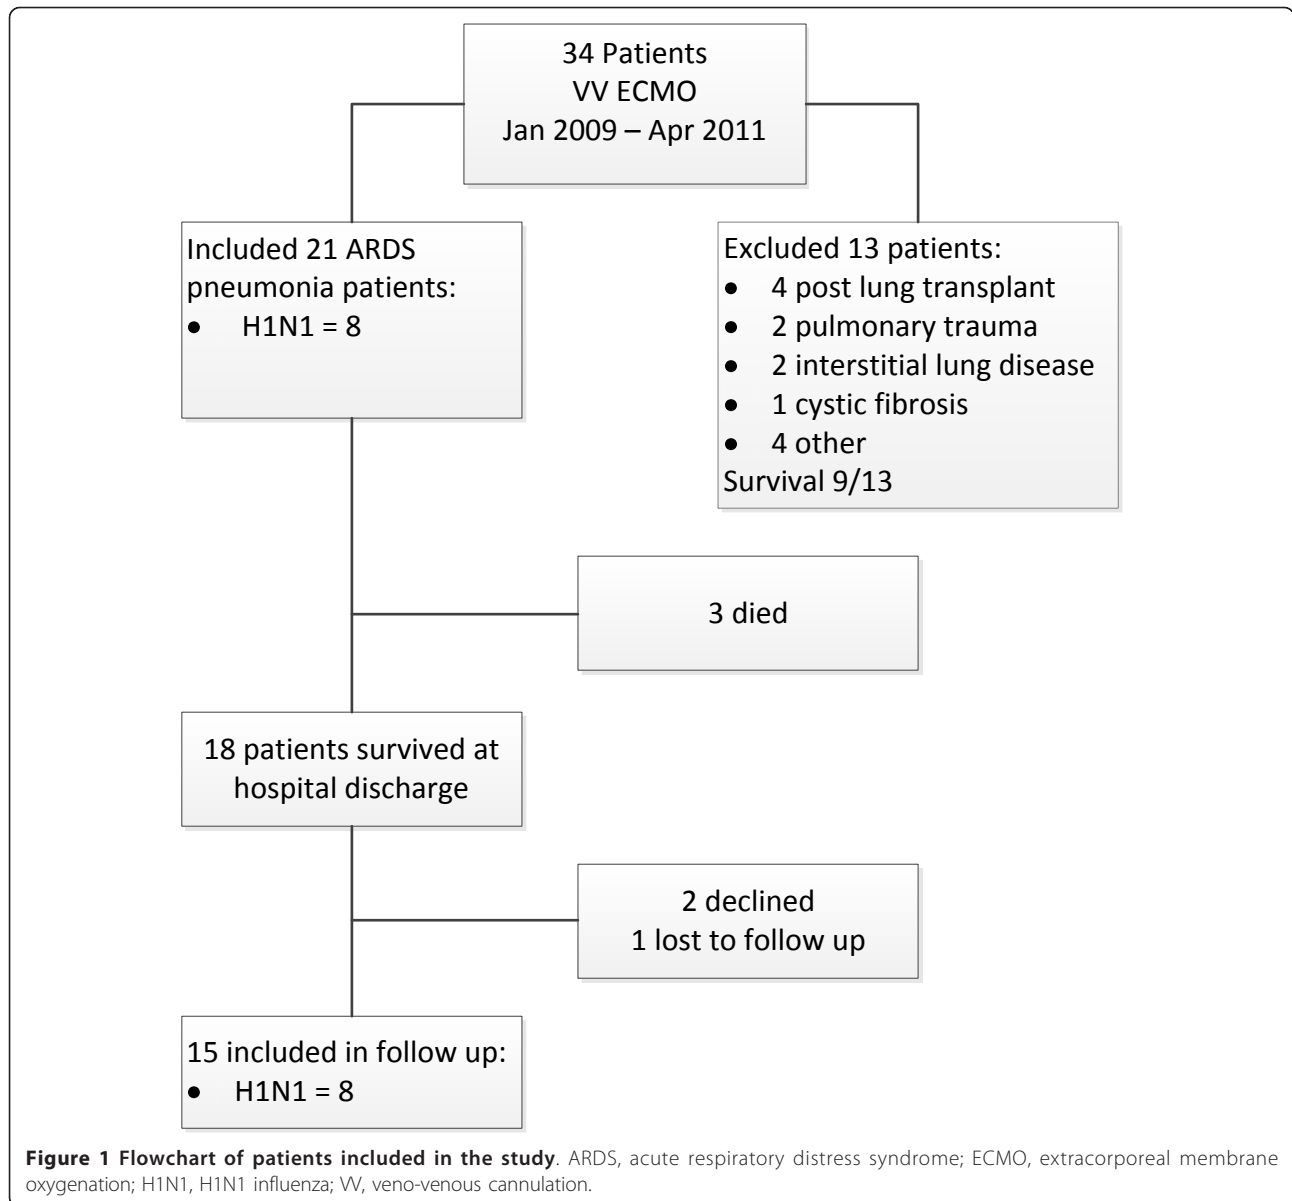 34 Patients
VV ECMO
Jan 2009 – Apr 2011
Included 21 ARDS
pneumonia patients:
• H1N1 = 8
Excluded 13 patients:
• 4 post lung transplant
• 2 pulmonary trauma
• 2 interstitial lung disease
• 1 cystic fibrosis
• 4 other
Survival 9/13
3 died
18 patients survived at
hospital discharge
2 declined
1 lost to follow up
15 included in follow up:
• H1N1 = 8
Figure 1 Flowchart of patients included in the study. ARDS, acute respiratory distress syndrome; ECMO, extracorporeal membrane
oxygenation; H1N1, H1N1 influenza; VV, veno-venous cannulation.